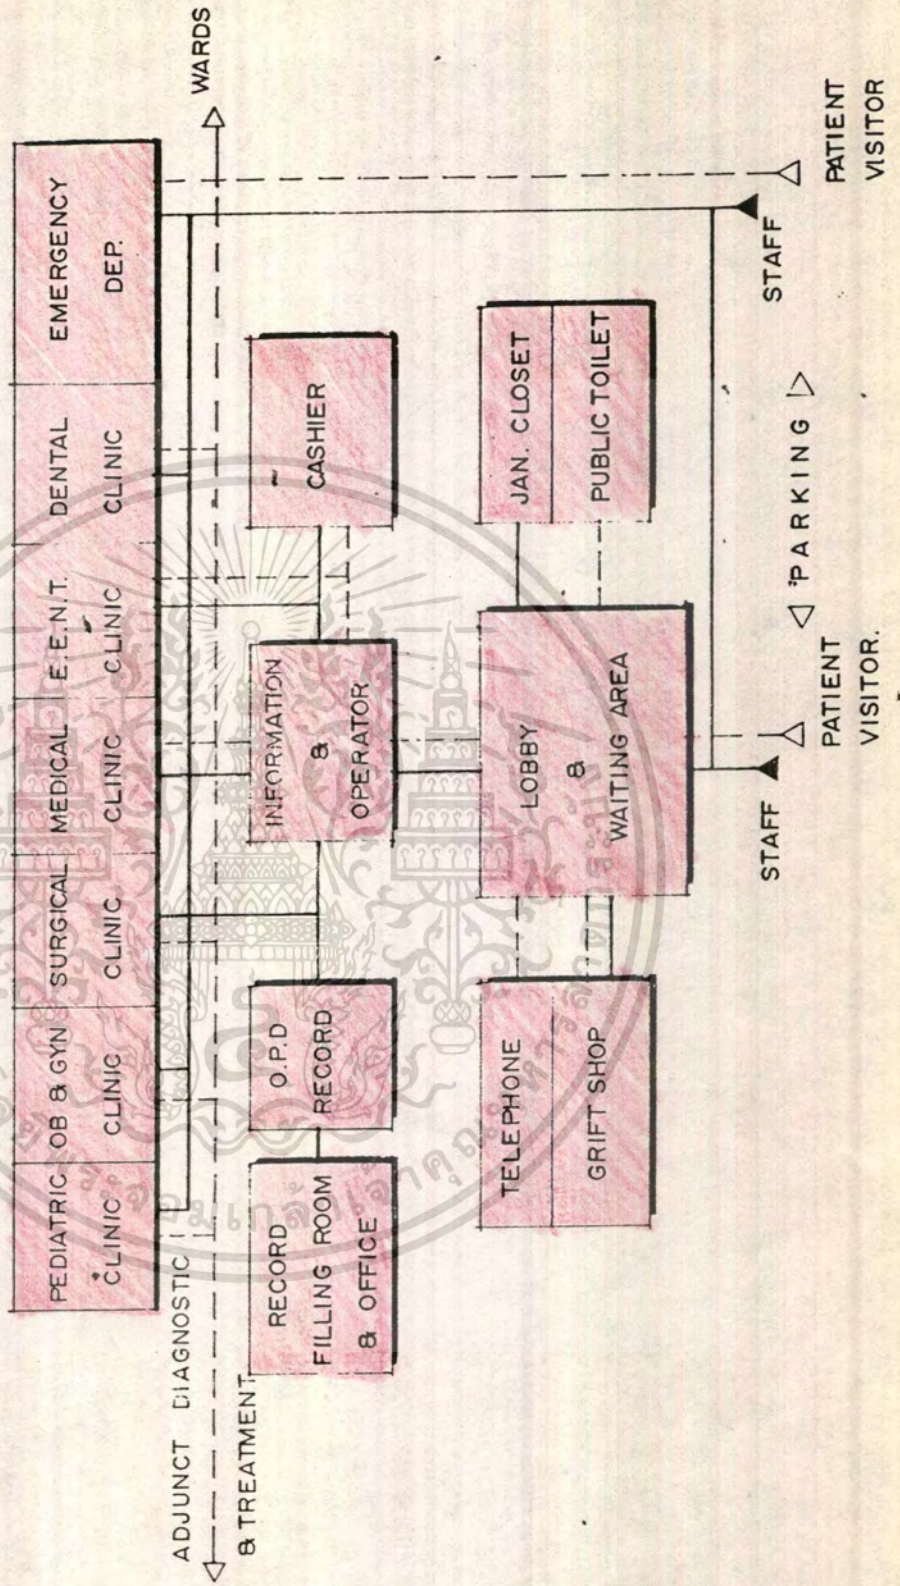 PEDIATRIC
CLINIC
OB & GYN
CLINIC
SURGICAL
CLINIC
MEDICAL
CLINIC
E.E.N.T.
CLINIC
DENTAL
CLINIC
EMERGENCY
DEP.
ADJUNCT DIAGNOSTIC
& TREATMENT
WARDS
RECORD
FILLING ROOM
& OFFICE
O.P.D
RECORD
INFORMATION
&
OPERATOR
CASHIER
TELEPHONE
GRIFT SHOP
LOBBY
&
WAITING AREA
JAN. CLOSET
PUBLIC TOILET
STAFF
PATIENT
VISITOR.
PARKING
STAFF
PATIENT
VISITOR